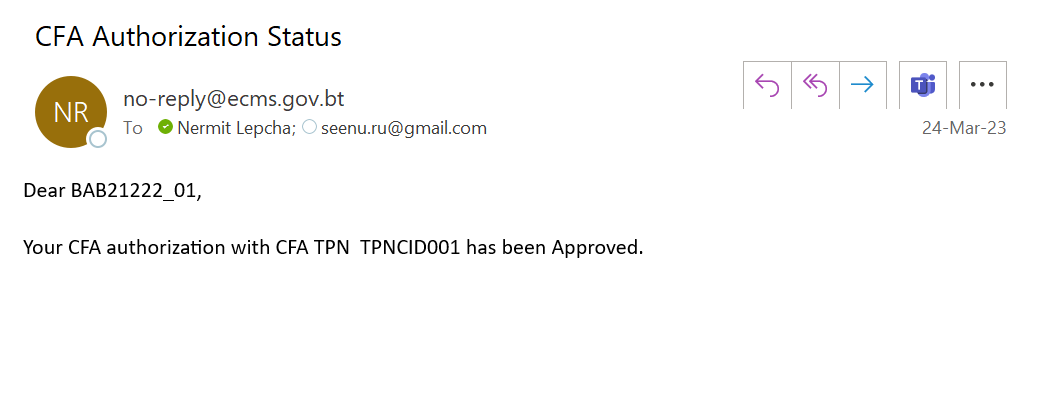 CFA Authorization Status
NR
no-reply@ecms.gov.bt
To Nermit Lepcha; seenu.ru@gmail.com
24-Mar-23
Dear BAB21222_01,
Your CFA authorization with CFA TPN  TPNCID001 has been Approved.